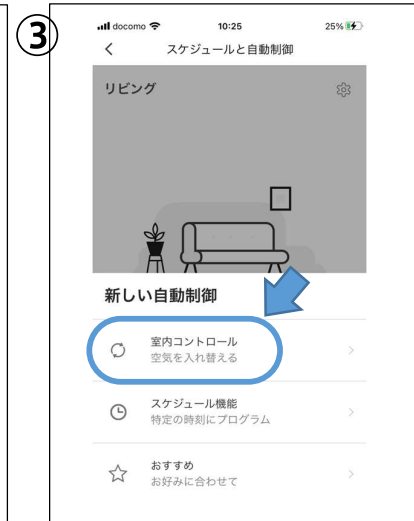 ③
docomo 10:25 25%
スケジュールと自動制御
リビング
新しい自動制御
室内コントロール
空気を入れ替える
スケジュール機能
特定の時刻にプログラム
おすすめ
お好みに合わせて